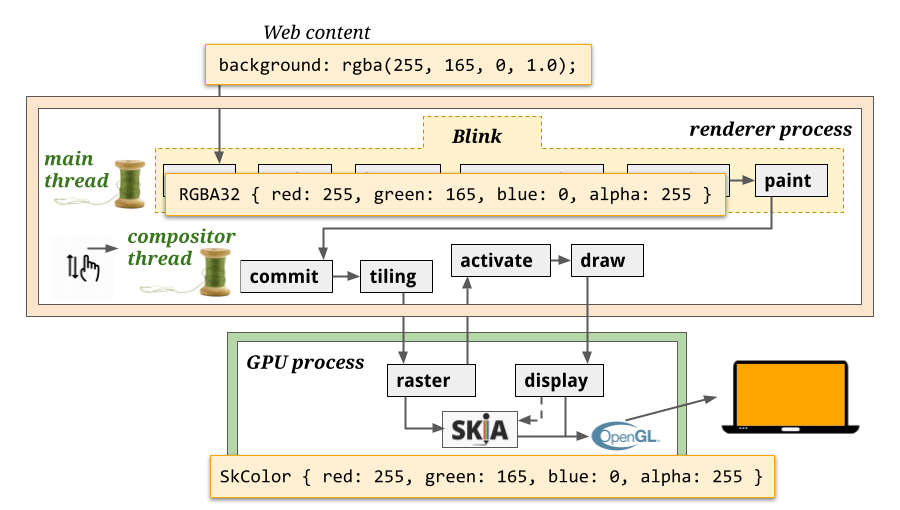 Web content
background: rgba(255, 165, 0, 1.0);
renderer process
Blink
main
thread
RGBA32 { red: 255, green: 165, blue: 0, alpha: 255 }
paint
compositor
thread
commit
tiling
activate
draw
GPU process
raster
display
SKiA
OpenGL.
SkColor { red: 255, green: 165, blue: 0, alpha: 255 }